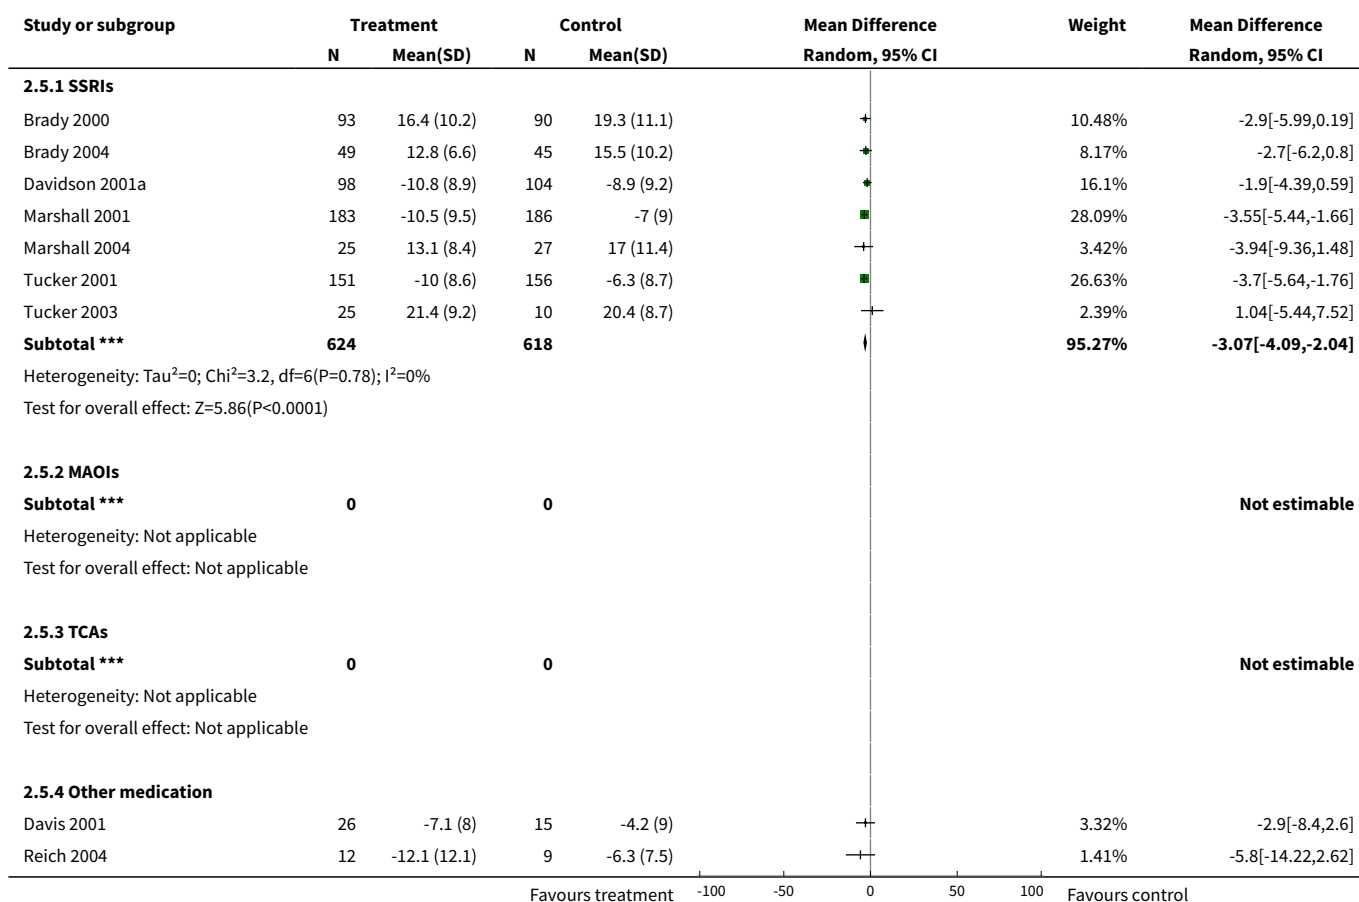 Study or subgroup Treatment Control Mean Difference Weight Mean Difference
N Mean(SD) N Mean(SD) Random, 95% CI Random, 95% CI
2.5.1 SSRIs
Brady 2000 93 16.4 (10.2) 90 19.3 (11.1) 10.48% -2.9[-5.99,0.19]
Brady 2004 49 12.8 (6.6) 45 15.5 (10.2) 8.17% -2.7[-6.2,0.8]
Davidson 2001a 98 -10.8 (8.9) 104 -8.9 (9.2) 16.1% -1.9[-4.39,0.59]
Marshall 2001 183 -10.5 (9.5) 186 -7 (9) 28.09% -3.55[-5.44,-1.66]
Marshall 2004 25 13.1 (8.4) 27 17 (11.4) 3.42% -3.94[-9.36,1.48]
Tucker 2001 151 -10 (8.6) 156 -6.3 (8.7) 26.63% -3.7[-5.64,-1.76]
Tucker 2003 25 21.4 (9.2) 10 20.4 (8.7) 2.39% 1.04[-5.44,7.52]
Subtotal *** 624 618 95.27% -3.07[-4.09,-2.04]
Heterogeneity: Tau²=0; Chi²=3.2, df=6(P=0.78); I²=0%
Test for overall effect: Z=5.86(P<0.0001)
2.5.2 MAOIs
Subtotal *** 0 0 Not estimable
Heterogeneity: Not applicable
Test for overall effect: Not applicable
2.5.3 TCAs
Subtotal *** 0 0 Not estimable
Heterogeneity: Not applicable
Test for overall effect: Not applicable
2.5.4 Other medication
Davis 2001 26 -7.1 (8) 15 -4.2 (9) 3.32% -2.9[-8.4,2.6]
Reich 2004 12 -12.1 (12.1) 9 -6.3 (7.5) 1.41% -5.8[-14.22,2.62]
Favours treatment -100 -50 0 50 100 Favours control